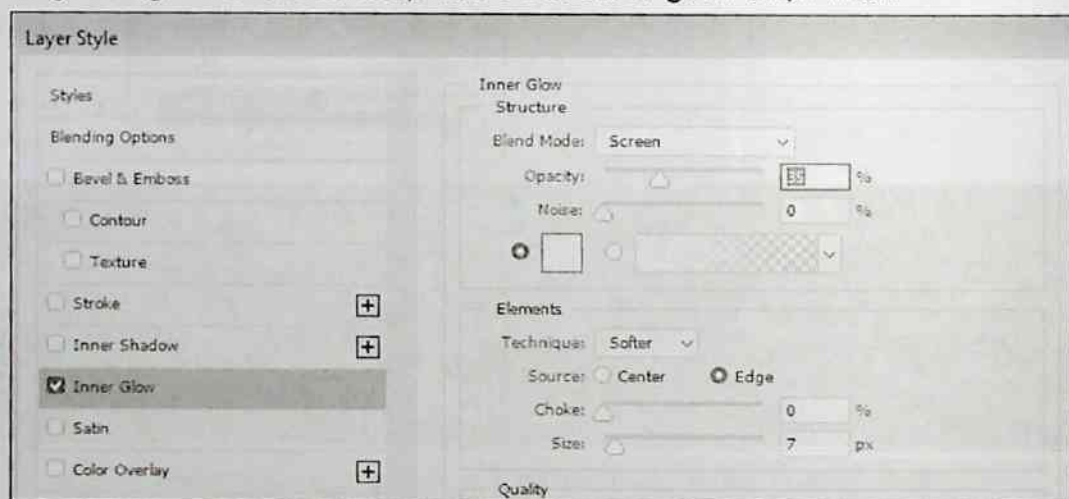 Layer Style
Styles
Blending Options
Bevel & Emboss
Contour
Texture
Stroke
Inner Shadow
Inner Glow
Satin
Color Overlay
Inner Glow
Structure
Blend Mode: Screen
Opacity: %
Noise: 0 %
Elements
Technique: Softer
Source: Center Edge
Choke: 0 %
Size: 7 px
Quality